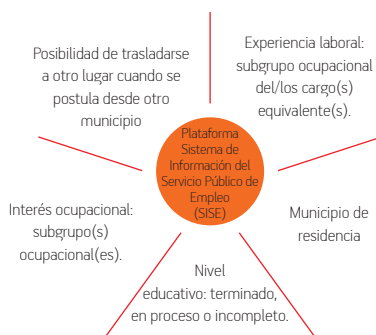 Posibilidad de trasladarse
a otro lugar cuando se
postula desde otro
municipio
Experiencia laboral:
subgrupo ocupacional
del/los cargo(s)
equivalente(s).
Plataforma
Sistema de
Información del
Servicio Público de
Empleo
(SISE)
Interés ocupacional:
subgrupo(s)
ocupacional(es).
Municipio de
residencia
Nivel
educativo: terminado,
en proceso o incompleto.